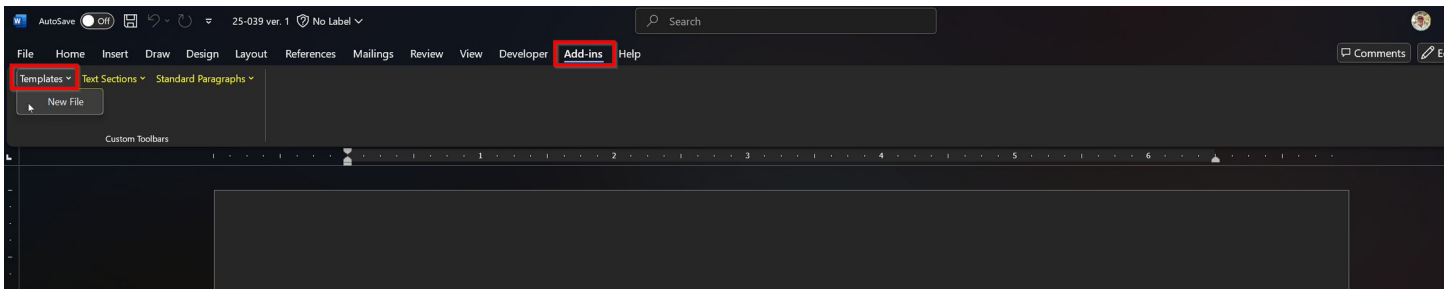 AutoSave Off 25-039 ver. 1 No Label Search
File Home Insert Draw Design Layout References Mailings Review View Developer Add-ins Help Comments
Templates Text Sections Standard Paragraphs
New File
Custom Toolbars
1 2 3 4 5 6